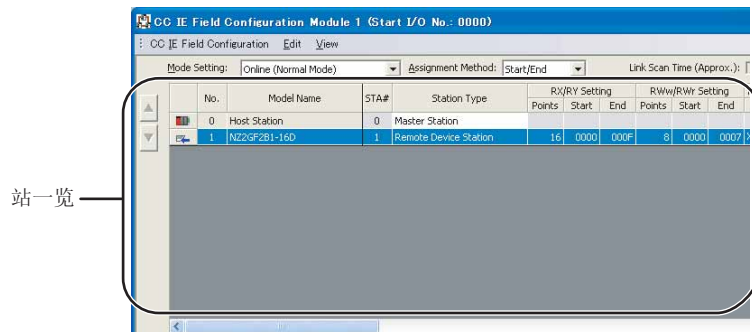 CC IE Field Configuration Module 1 (Start I/O No.: 0000)
CC IE Field Configuration Edit View
Mode Setting: Online (Normal Mode) Assignment Method: Start/End Link Scan Time (Approx.):
No. Model Name STA# Station Type RX/RY Setting RWw/RWr Setting
Points Start End Points Start End
0 Host Station 0 Master Station
1 NZ2GF2B1-16D 1 Remote Device Station 16 0000 000F 8 0000 0007
站一览